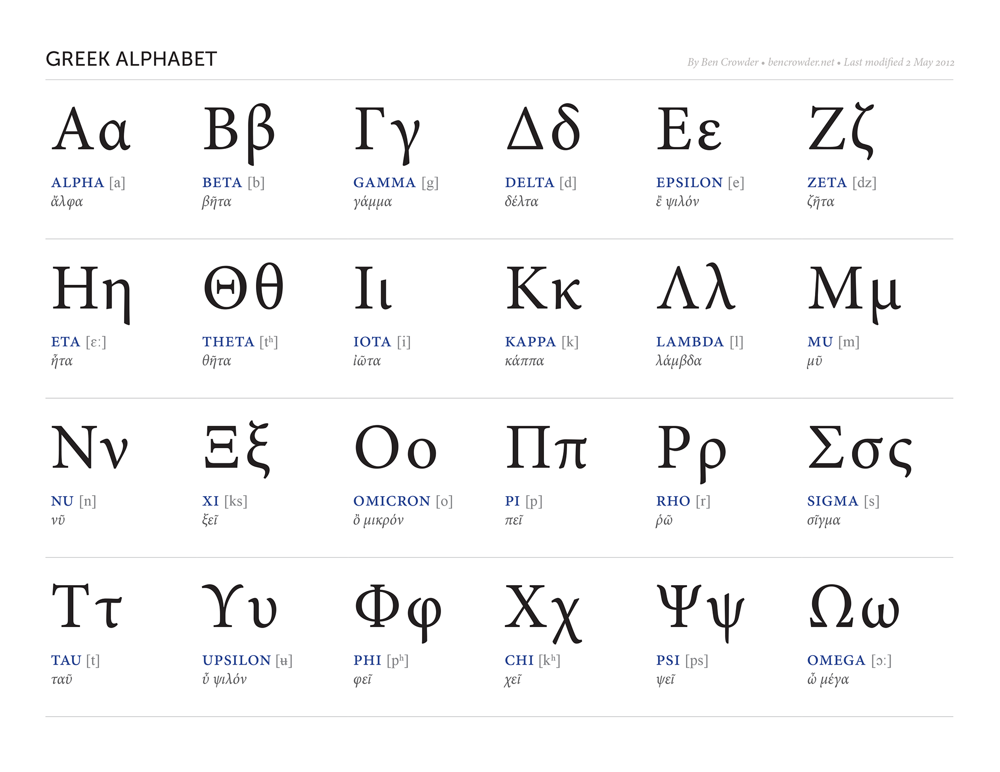 GREEK ALPHABET
By Ben Crowder • bencrowder.net • Last modified 2 May 2012
Αα Ββ Γγ Δδ Εε Ζζ
ALPHA [a] BETA [b] GAMMA [g] DELTA [d] EPSILON [e] ZETA [dz]
ἄλφα βῆτα γάμμα δέλτα ἒ ψιλόν ζῆτα
Ηη Θθ Ιι Κκ Λλ Μμ
ETA [ɛː] THETA [tʰ] IOTA [i] KAPPA [k] LAMBDA [l] MU [m]
ἦτα θῆτα ἰῶτα κάππα λάμβδα μῦ
Νν Ξξ Οο Ππ Ρρ Σσς
NU [n] XI [ks] OMICRON [o] PI [p] RHO [r] SIGMA [s]
νῦ ξεῖ ὂ μικρόν πεῖ ῥῶ σῖγμα
Ττ ϒυ Φφ Χχ Ψψ Ωω
TAU [t] UPSILON [ʉ] PHI [pʰ] CHI [kʰ] PSI [ps] OMEGA [ɔː]
ταῦ ὖ ψιλόν φεῖ χεῖ ψεῖ ὦ μέγα